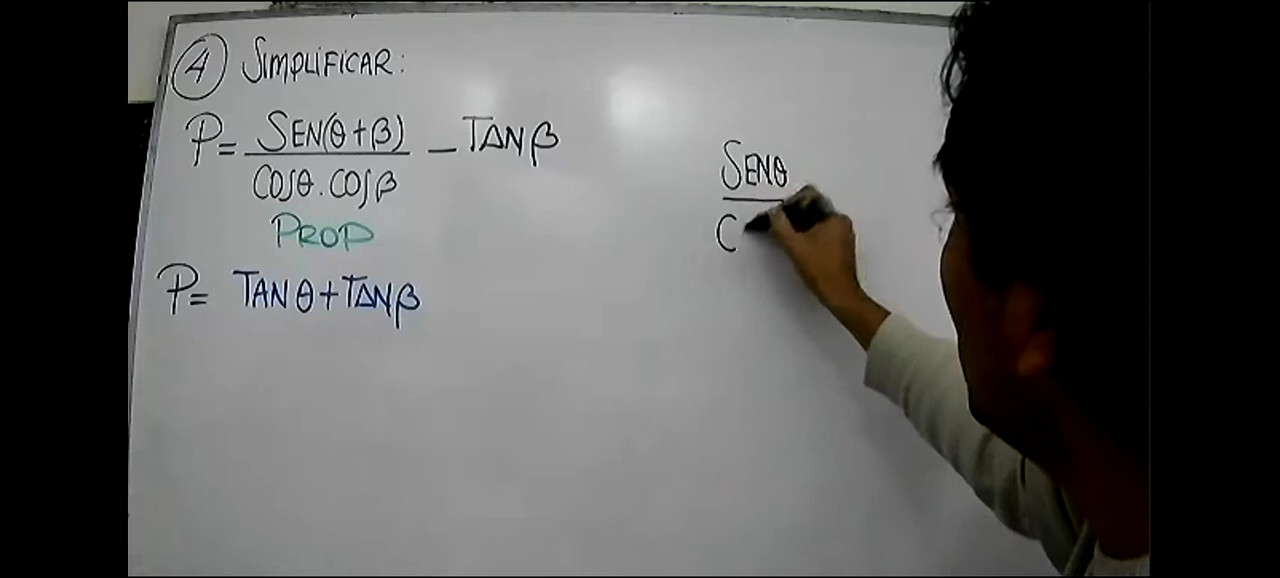 4 SIMPLIFICAR:
P = SEN(θ+β) / COSθ.COSβ - TANβ
PROP
P = TANθ+TANβ
SENθ
C